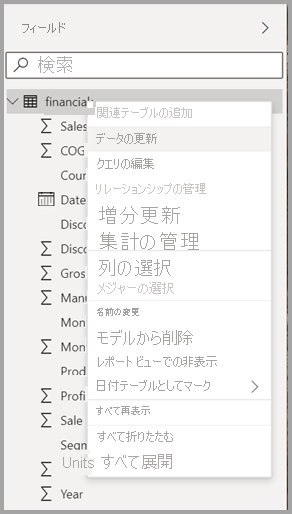 フィールド
検索
financials
Sales
関連テーブルの追加
データの更新
COG
クエリの編集
Coun
リレーションシップの管理
Date
増分更新
Disco
集計の管理
Disco
列の選択
Gros
メジャーの選択
Manu
名前の変更
Mon
モデルから削除
Mon
レポート ビューでの非表示
Prod
日付テーブルとしてマーク
Profi
すべて再表示
Sale
すべて折りたたむ
Segn
Units すべて展開
Year